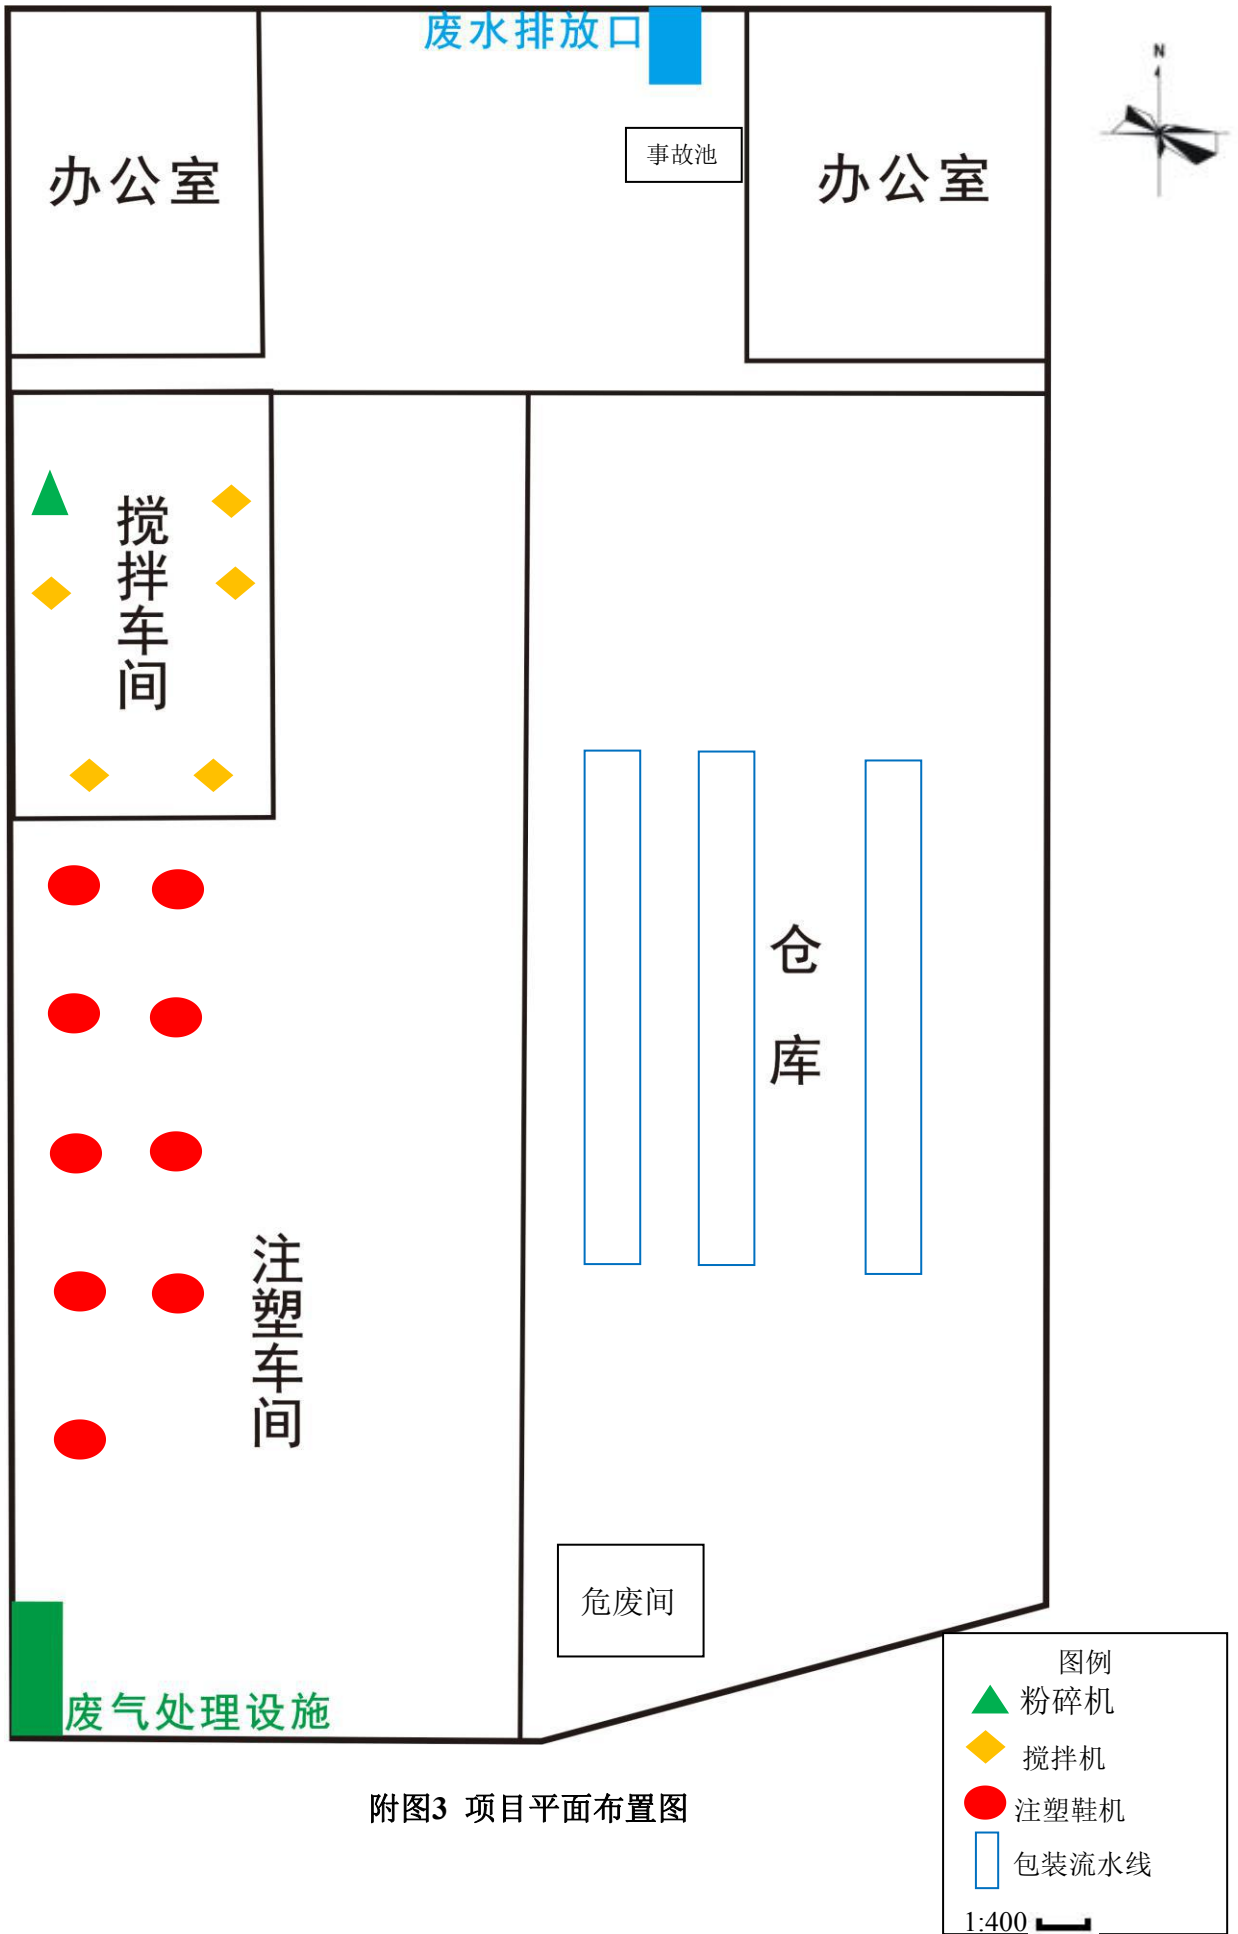 废水排放口
N
事故池
办公室
办公室
搅拌车间
仓库
注塑车间
危废间
废气处理设施
图例
粉碎机
搅拌机
注塑鞋机
包装流水线
1:400
附图3 项目平面布置图